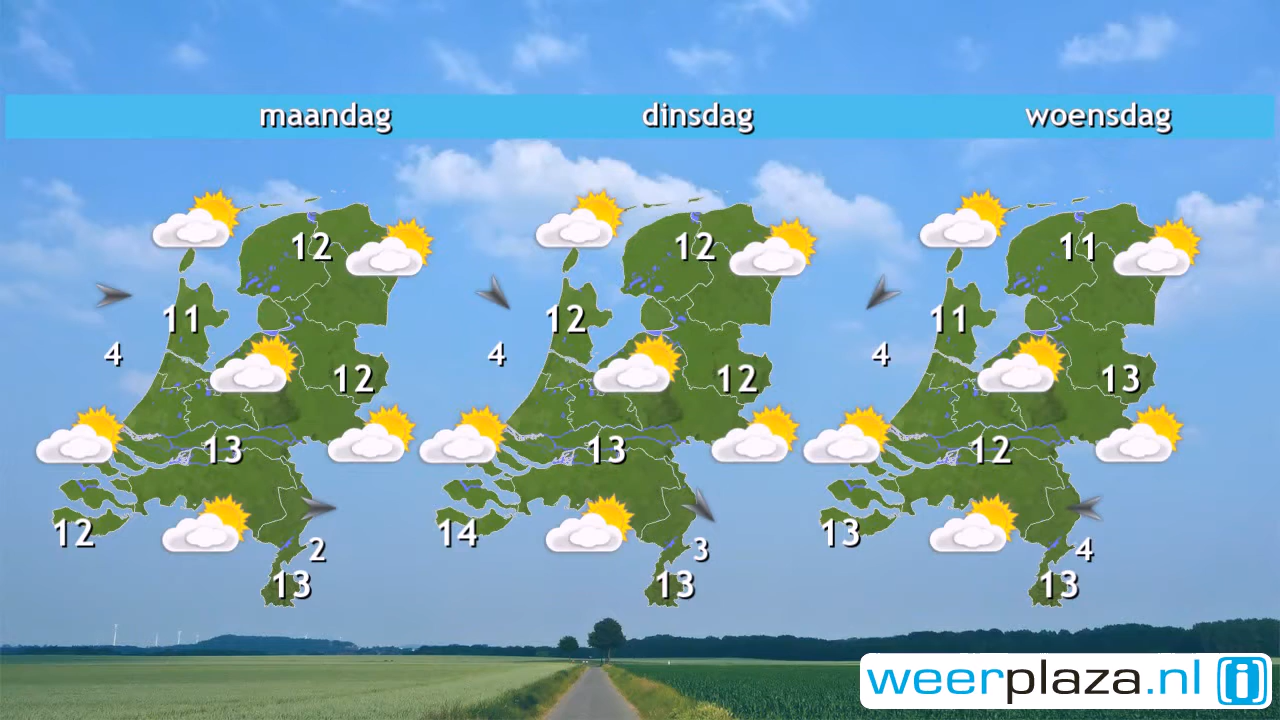 maandag dinsdag woensdag
12 12 11
11 12 11
4 4 4
12 12 13
13 13 12
12 14 13
2 3 4
13 13 13
weerplaza.nl i